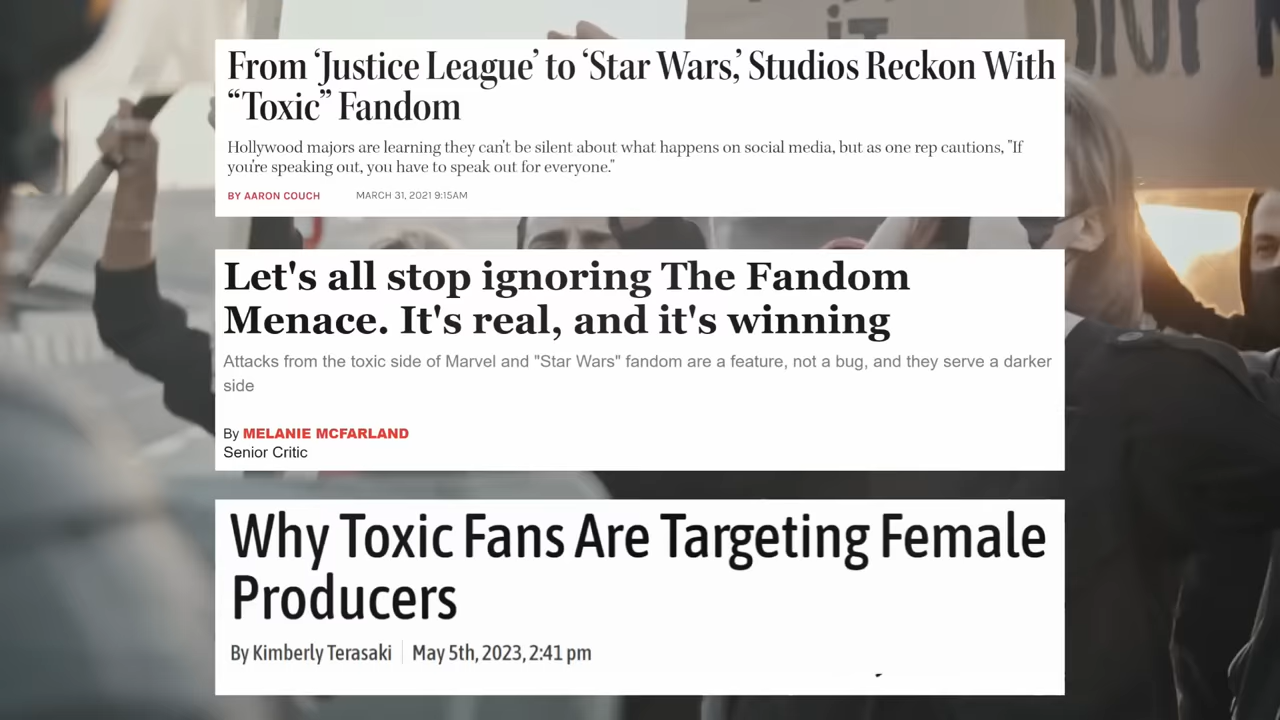 IT
From ‘Justice League’ to ‘Star Wars,’ Studios Reckon With
“Toxic” Fandom
Hollywood majors are learning they can't be silent about what happens on social media, but as one rep cautions, "If
you're speaking out, you have to speak out for everyone."
BY AARON COUCH MARCH 31, 2021 9:15AM
Let's all stop ignoring The Fandom
Menace. It's real, and it's winning
Attacks from the toxic side of Marvel and "Star Wars" fandom are a feature, not a bug, and they serve a darker
side
By MELANIE MCFARLAND
Senior Critic
Why Toxic Fans Are Targeting Female
Producers
By Kimberly Terasaki May 5th, 2023, 2:41 pm